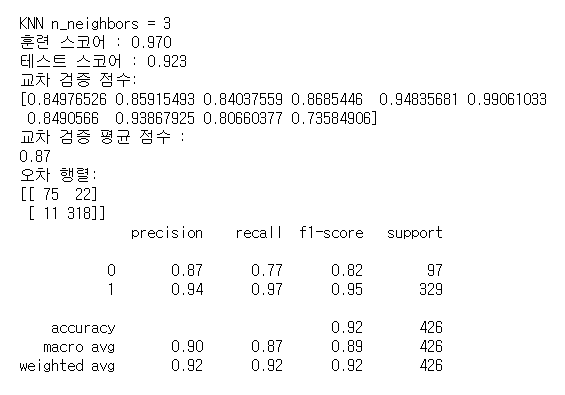 KNN n_neighbors = 3
훈련 스코어 : 0.970
테스트 스코어 : 0.923
교차 검증 점수:
[0.84976526 0.85915493 0.84037559 0.8685446  0.94835681 0.99061033
 0.8490566  0.93867925 0.80660377 0.73584906]
교차 검증 평균 점수 :
0.87
오차 행렬:
[[ 75  22]
 [ 11 318]]
              precision    recall  f1-score   support

           0       0.87      0.77      0.82        97
           1       0.94      0.97      0.95       329

    accuracy                           0.92       426
   macro avg       0.90      0.87      0.89       426
weighted avg       0.92      0.92      0.92       426